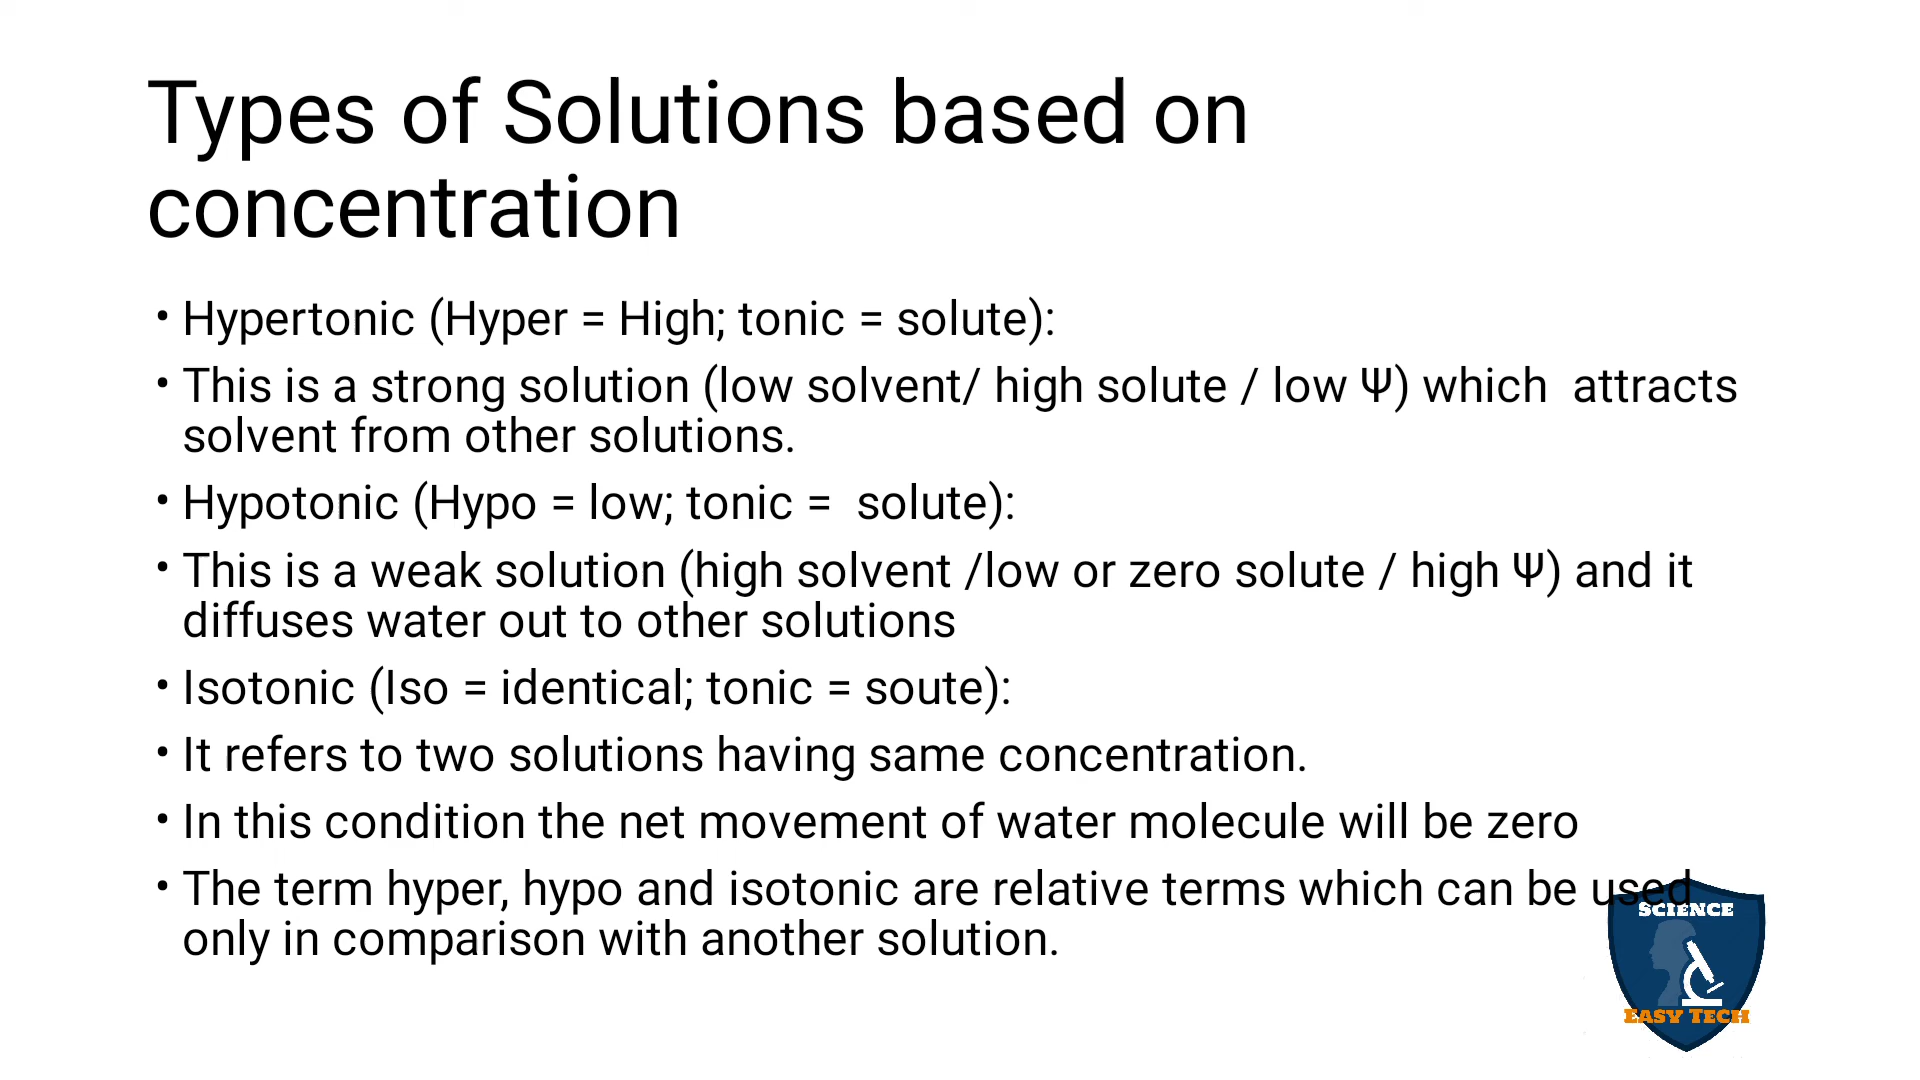 Types of Solutions based on
concentration
• Hypertonic (Hyper = High; tonic = solute):
• This is a strong solution (low solvent/ high solute / low Ψ) which  attracts
solvent from other solutions.
• Hypotonic (Hypo = low; tonic =  solute):
• This is a weak solution (high solvent /low or zero solute / high Ψ) and it
diffuses water out to other solutions
• Isotonic (Iso = identical; tonic = soute):
• It refers to two solutions having same concentration.
• In this condition the net movement of water molecule will be zero
• The term hyper, hypo and isotonic are relative terms which can be used
only in comparison with another solution.
SCIENCE
EASY TECH